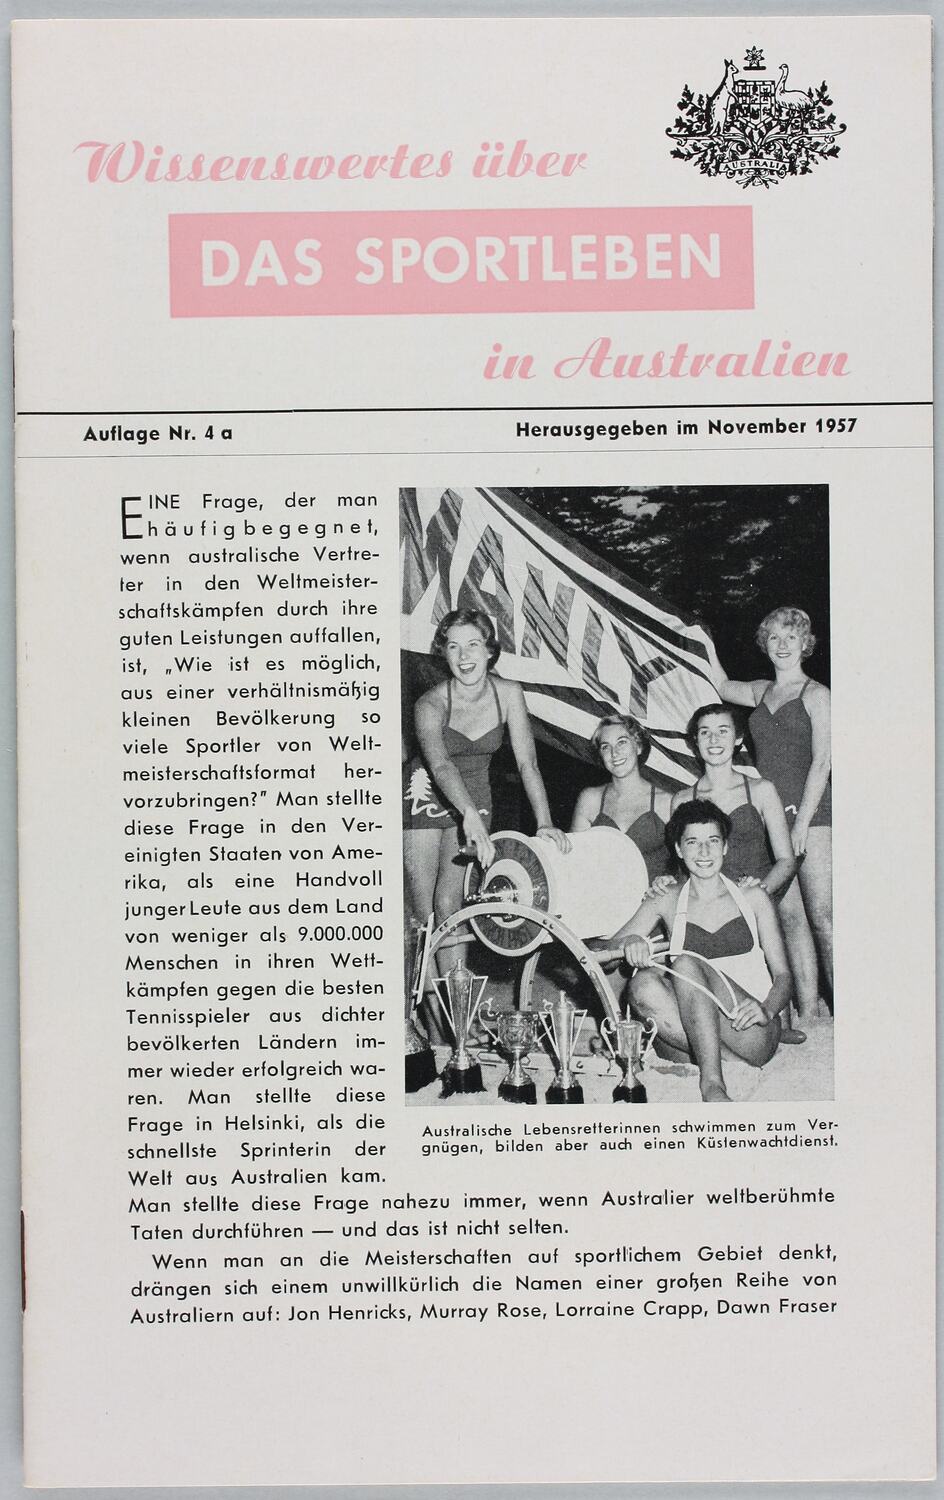 AUSTRALIA
Wissenswertes über
DAS SPORTLEBEN
in Australien
Auflage Nr. 4 a
Herausgegeben im November 1957
EINE Frage, der man
häufig begegnet,
wenn australische Vertre-
ter in den Weltmeister-
schaftskämpfen durch ihre
guten Leistungen auffallen,
ist, „Wie ist es möglich,
aus einer verhältnismäßig
kleinen Bevölkerung so
viele Sportler von Welt-
meisterschaftsformat her-
vorzubringen?" Man stellte
diese Frage in den Ver-
einigten Staaten von Ame-
rika, als eine Handvoll
junger Leute aus dem Land
von weniger als 9.000.000
Menschen in ihren Wett-
kämpfen gegen die besten
Tennisspieler aus dichter
bevölkerten Ländern im-
mer wieder erfolgreich wa-
ren. Man stellte diese
Frage in Helsinki, als die
schnellste Sprinterin der
Welt aus Australien kam.
Man stellte diese Frage nahezu immer, wenn Australier weltberühmte
Taten durchführen — und das ist nicht selten.
Wenn man an die Meisterschaften auf sportlichem Gebiet denkt,
drängen sich einem unwillkürlich die Namen einer großen Reihe von
Australiern auf: Jon Henricks, Murray Rose, Lorraine Crapp, Dawn Fraser
Australische Lebensretterinnen schwimmen zum Ver-
gnügen, bilden aber auch einen Küstenwachtdienst.